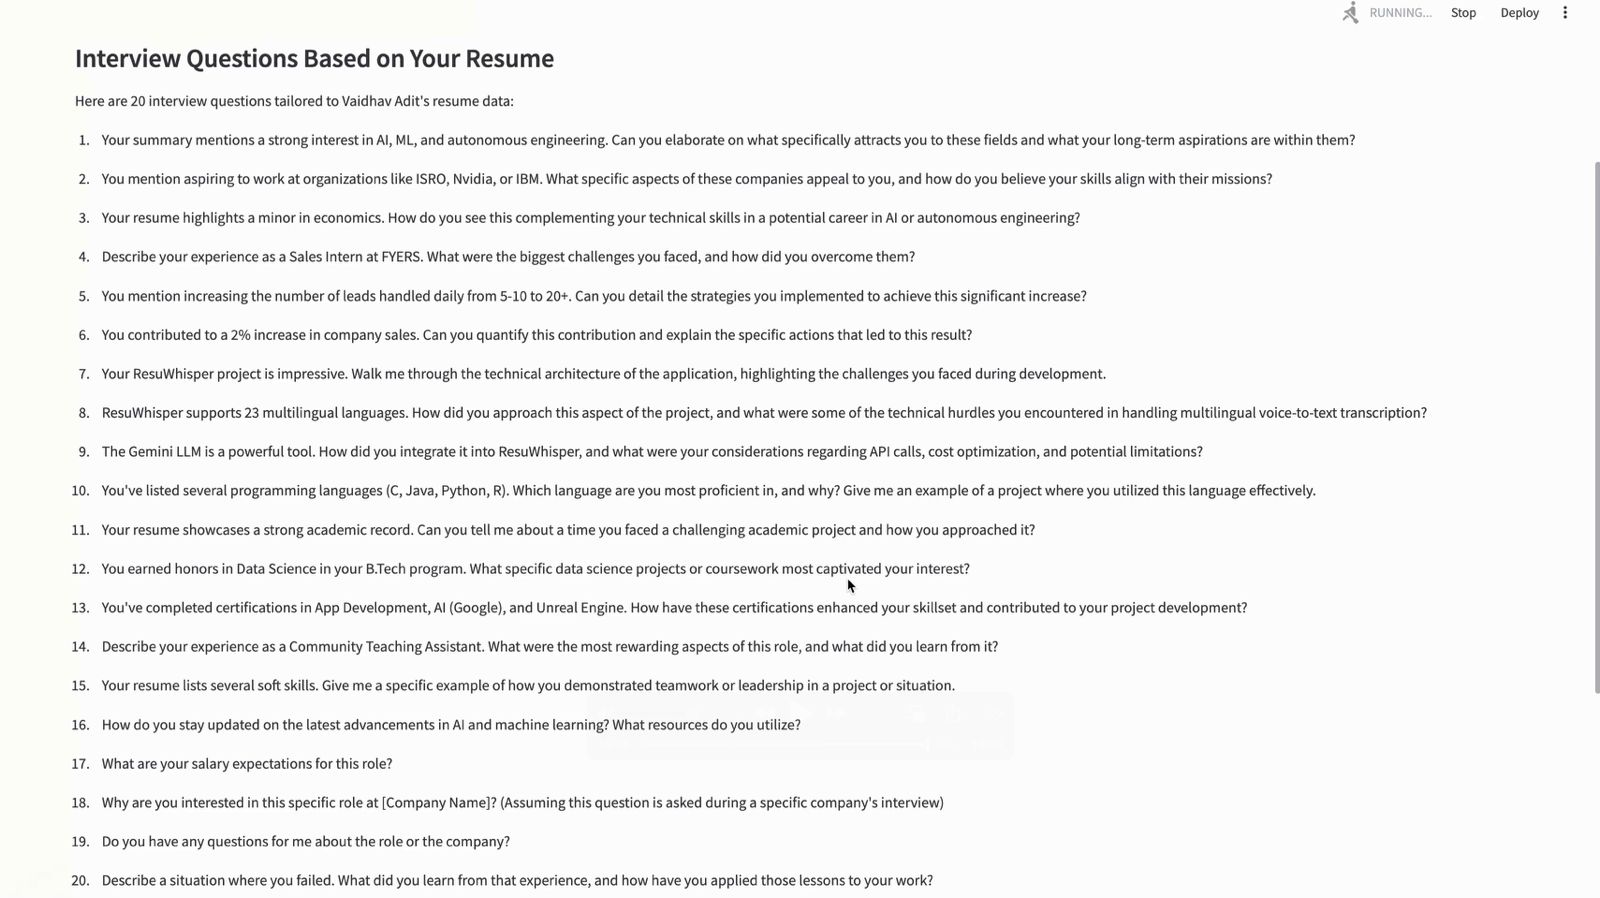 RUNNING...
Stop
Deploy
Interview Questions Based on Your Resume
Here are 20 interview questions tailored to Vaidhav Adit's resume data:
1. Your summary mentions a strong interest in AI, ML, and autonomous engineering. Can you elaborate on what specifically attracts you to these fields and what your long-term aspirations are within them?
2. You mention aspiring to work at organizations like ISRO, Nvidia, or IBM. What specific aspects of these companies appeal to you, and how do you believe your skills align with their missions?
3. Your resume highlights a minor in economics. How do you see this complementing your technical skills in a potential career in AI or autonomous engineering?
4. Describe your experience as a Sales Intern at FYERS. What were the biggest challenges you faced, and how did you overcome them?
5. You mention increasing the number of leads handled daily from 5-10 to 20+. Can you detail the strategies you implemented to achieve this significant increase?
6. You contributed to a 2% increase in company sales. Can you quantify this contribution and explain the specific actions that led to this result?
7. Your ResuWhisper project is impressive. Walk me through the technical architecture of the application, highlighting the challenges you faced during development.
8. ResuWhisper supports 23 multilingual languages. How did you approach this aspect of the project, and what were some of the technical hurdles you encountered in handling multilingual voice-to-text transcription?
9. The Gemini LLM is a powerful tool. How did you integrate it into ResuWhisper, and what were your considerations regarding API calls, cost optimization, and potential limitations?
10. You've listed several programming languages (C, Java, Python, R). Which language are you most proficient in, and why? Give me an example of a project where you utilized this language effectively.
11. Your resume showcases a strong academic record. Can you tell me about a time you faced a challenging academic project and how you approached it?
12. You earned honors in Data Science in your B.Tech program. What specific data science projects or coursework most captivated your interest?
13. You've completed certifications in App Development, AI (Google), and Unreal Engine. How have these certifications enhanced your skillset and contributed to your project development?
14. Describe your experience as a Community Teaching Assistant. What were the most rewarding aspects of this role, and what did you learn from it?
15. Your resume lists several soft skills. Give me a specific example of how you demonstrated teamwork or leadership in a project or situation.
16. How do you stay updated on the latest advancements in AI and machine learning? What resources do you utilize?
17. What are your salary expectations for this role?
18. Why are you interested in this specific role at [Company Name]? (Assuming this question is asked during a specific company's interview)
19. Do you have any questions for me about the role or the company?
20. Describe a situation where you failed. What did you learn from that experience, and how have you applied those lessons to your work?